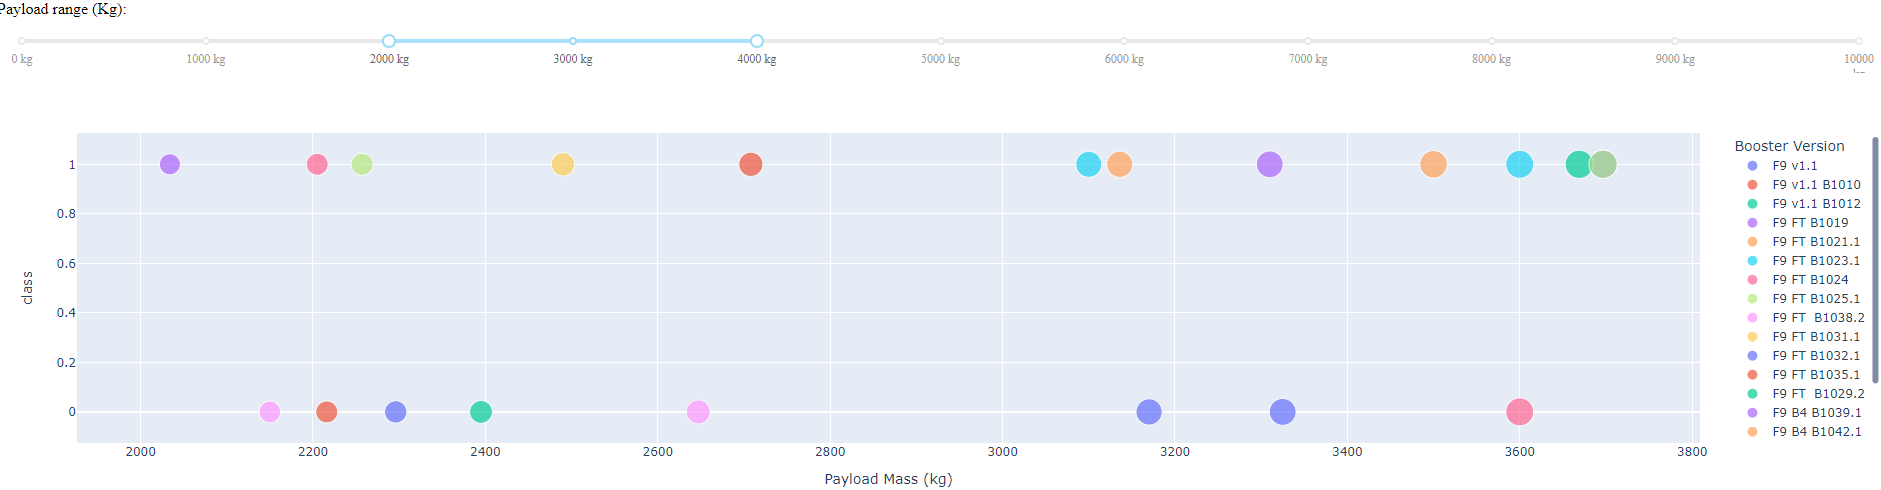 Payload range (Kg):
0 kg 1000 kg 2000 kg 3000 kg 4000 kg 5000 kg 6000 kg 7000 kg 8000 kg 9000 kg 10000
class
1
0.8
0.6
0.4
0.2
0
2000 2200 2400 2600 2800 3000 3200 3400 3600 3800
Payload Mass (kg)
Booster Version
F9 v1.1
F9 v1.1 B1010
F9 v1.1 B1012
F9 FT B1019
F9 FT B1021.1
F9 FT B1023.1
F9 FT B1024
F9 FT B1025.1
F9 FT  B1038.2
F9 FT B1031.1
F9 FT B1032.1
F9 FT B1035.1
F9 FT  B1029.2
F9 B4 B1039.1
F9 B4 B1042.1